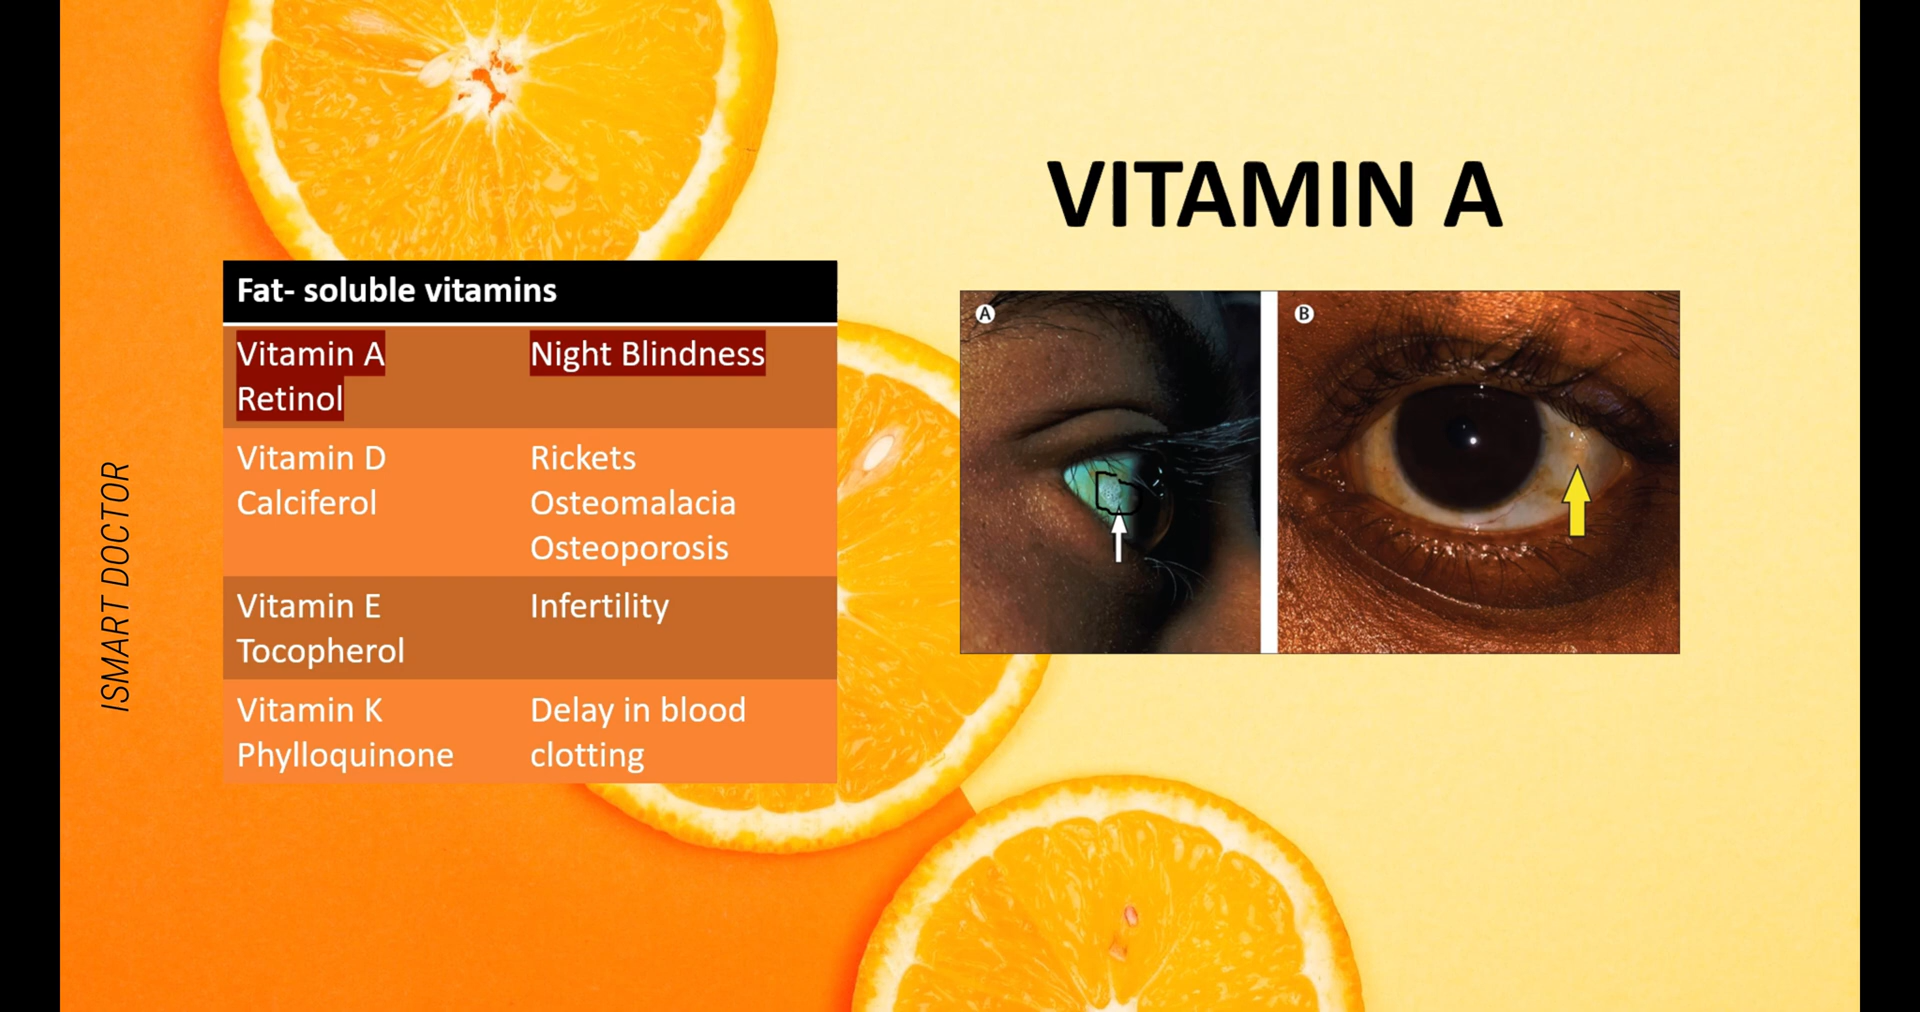 VITAMIN A
Fat- soluble vitamins
Vitamin A
Retinol
Night Blindness
Vitamin D
Calciferol
Rickets
Osteomalacia
Osteoporosis
Vitamin E
Tocopherol
Infertility
Vitamin K
Phylloquinone
Delay in blood
clotting
A
B
ISMART DOCTOR